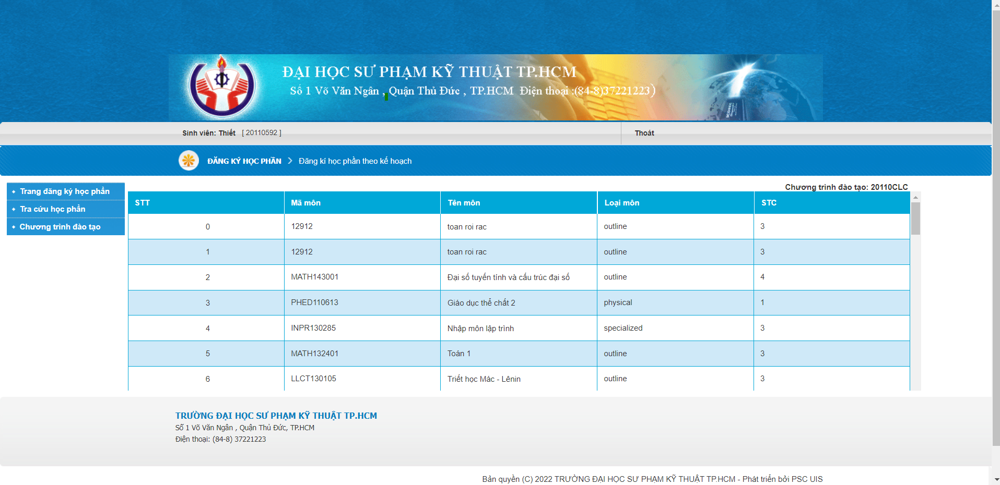 ĐẠI HỌC SƯ PHẠM KỸ THUẬT TP.HCM
Số 1 Võ Văn Ngân , Quận Thủ Đức , TP.HCM Điện thoại :(84-8)37221223)
Sinh viên: Thiết [ 20110592 ] Thoát
ĐĂNG KÝ HỌC PHẦN Đăng kí học phần theo kế hoạch
Trang đăng ký học phần
Tra cứu học phần
Chương trình đào tạo
Chương trình đào tạo: 20110CLC
STT Mã môn Tên môn Loại môn STC
0 12912 toan roi rac outline 3
1 12912 toan roi rac outline 3
2 MATH143001 Đại số tuyến tính và cấu trúc đại số outline 4
3 PHED110613 Giáo dục thể chất 2 physical 1
4 INPR130285 Nhập môn lập trình specialized 3
5 MATH132401 Toán 1 outline 3
6 LLCT130105 Triết học Mác - Lênin outline 3
TRƯỜNG ĐẠI HỌC SƯ PHẠM KỸ THUẬT TP.HCM
Số 1 Võ Văn Ngân , Quận Thủ Đức, TP.HCM
Điện thoại: (84-8) 37221223
Bản quyền (C) 2022 TRƯỜNG ĐẠI HỌC SƯ PHẠM KỸ THUẬT TP.HCM - Phát triển bởi PSC UIS